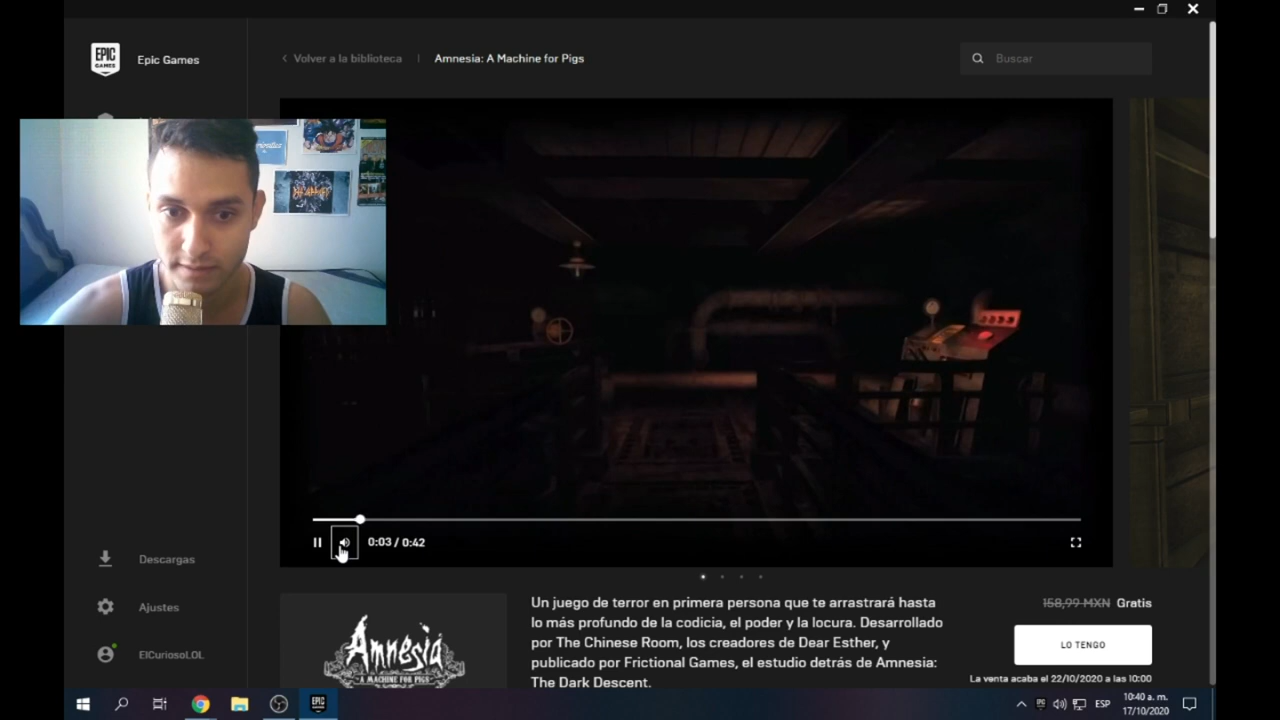 EPIC
GAMES
Epic Games
Volver a la biblioteca
Amnesia: A Machine for Pigs
Buscar
0:03 / 0:42
Descargas
Ajustes
ElCuriosoLOL
Amnesia
A MACHINE FOR PIGS
Un juego de terror en primera persona que te arrastrará hasta
lo más profundo de la codicia, el poder y la locura. Desarrollado
por The Chinese Room, los creadores de Dear Esther, y
publicado por Frictional Games, el estudio detrás de Amnesia:
The Dark Descent.
158,99 MXN Gratis
LO TENGO
La venta acaba el 22/10/2020 a las 10:00
EPIC
ESP
10:40 a. m.
17/10/2020